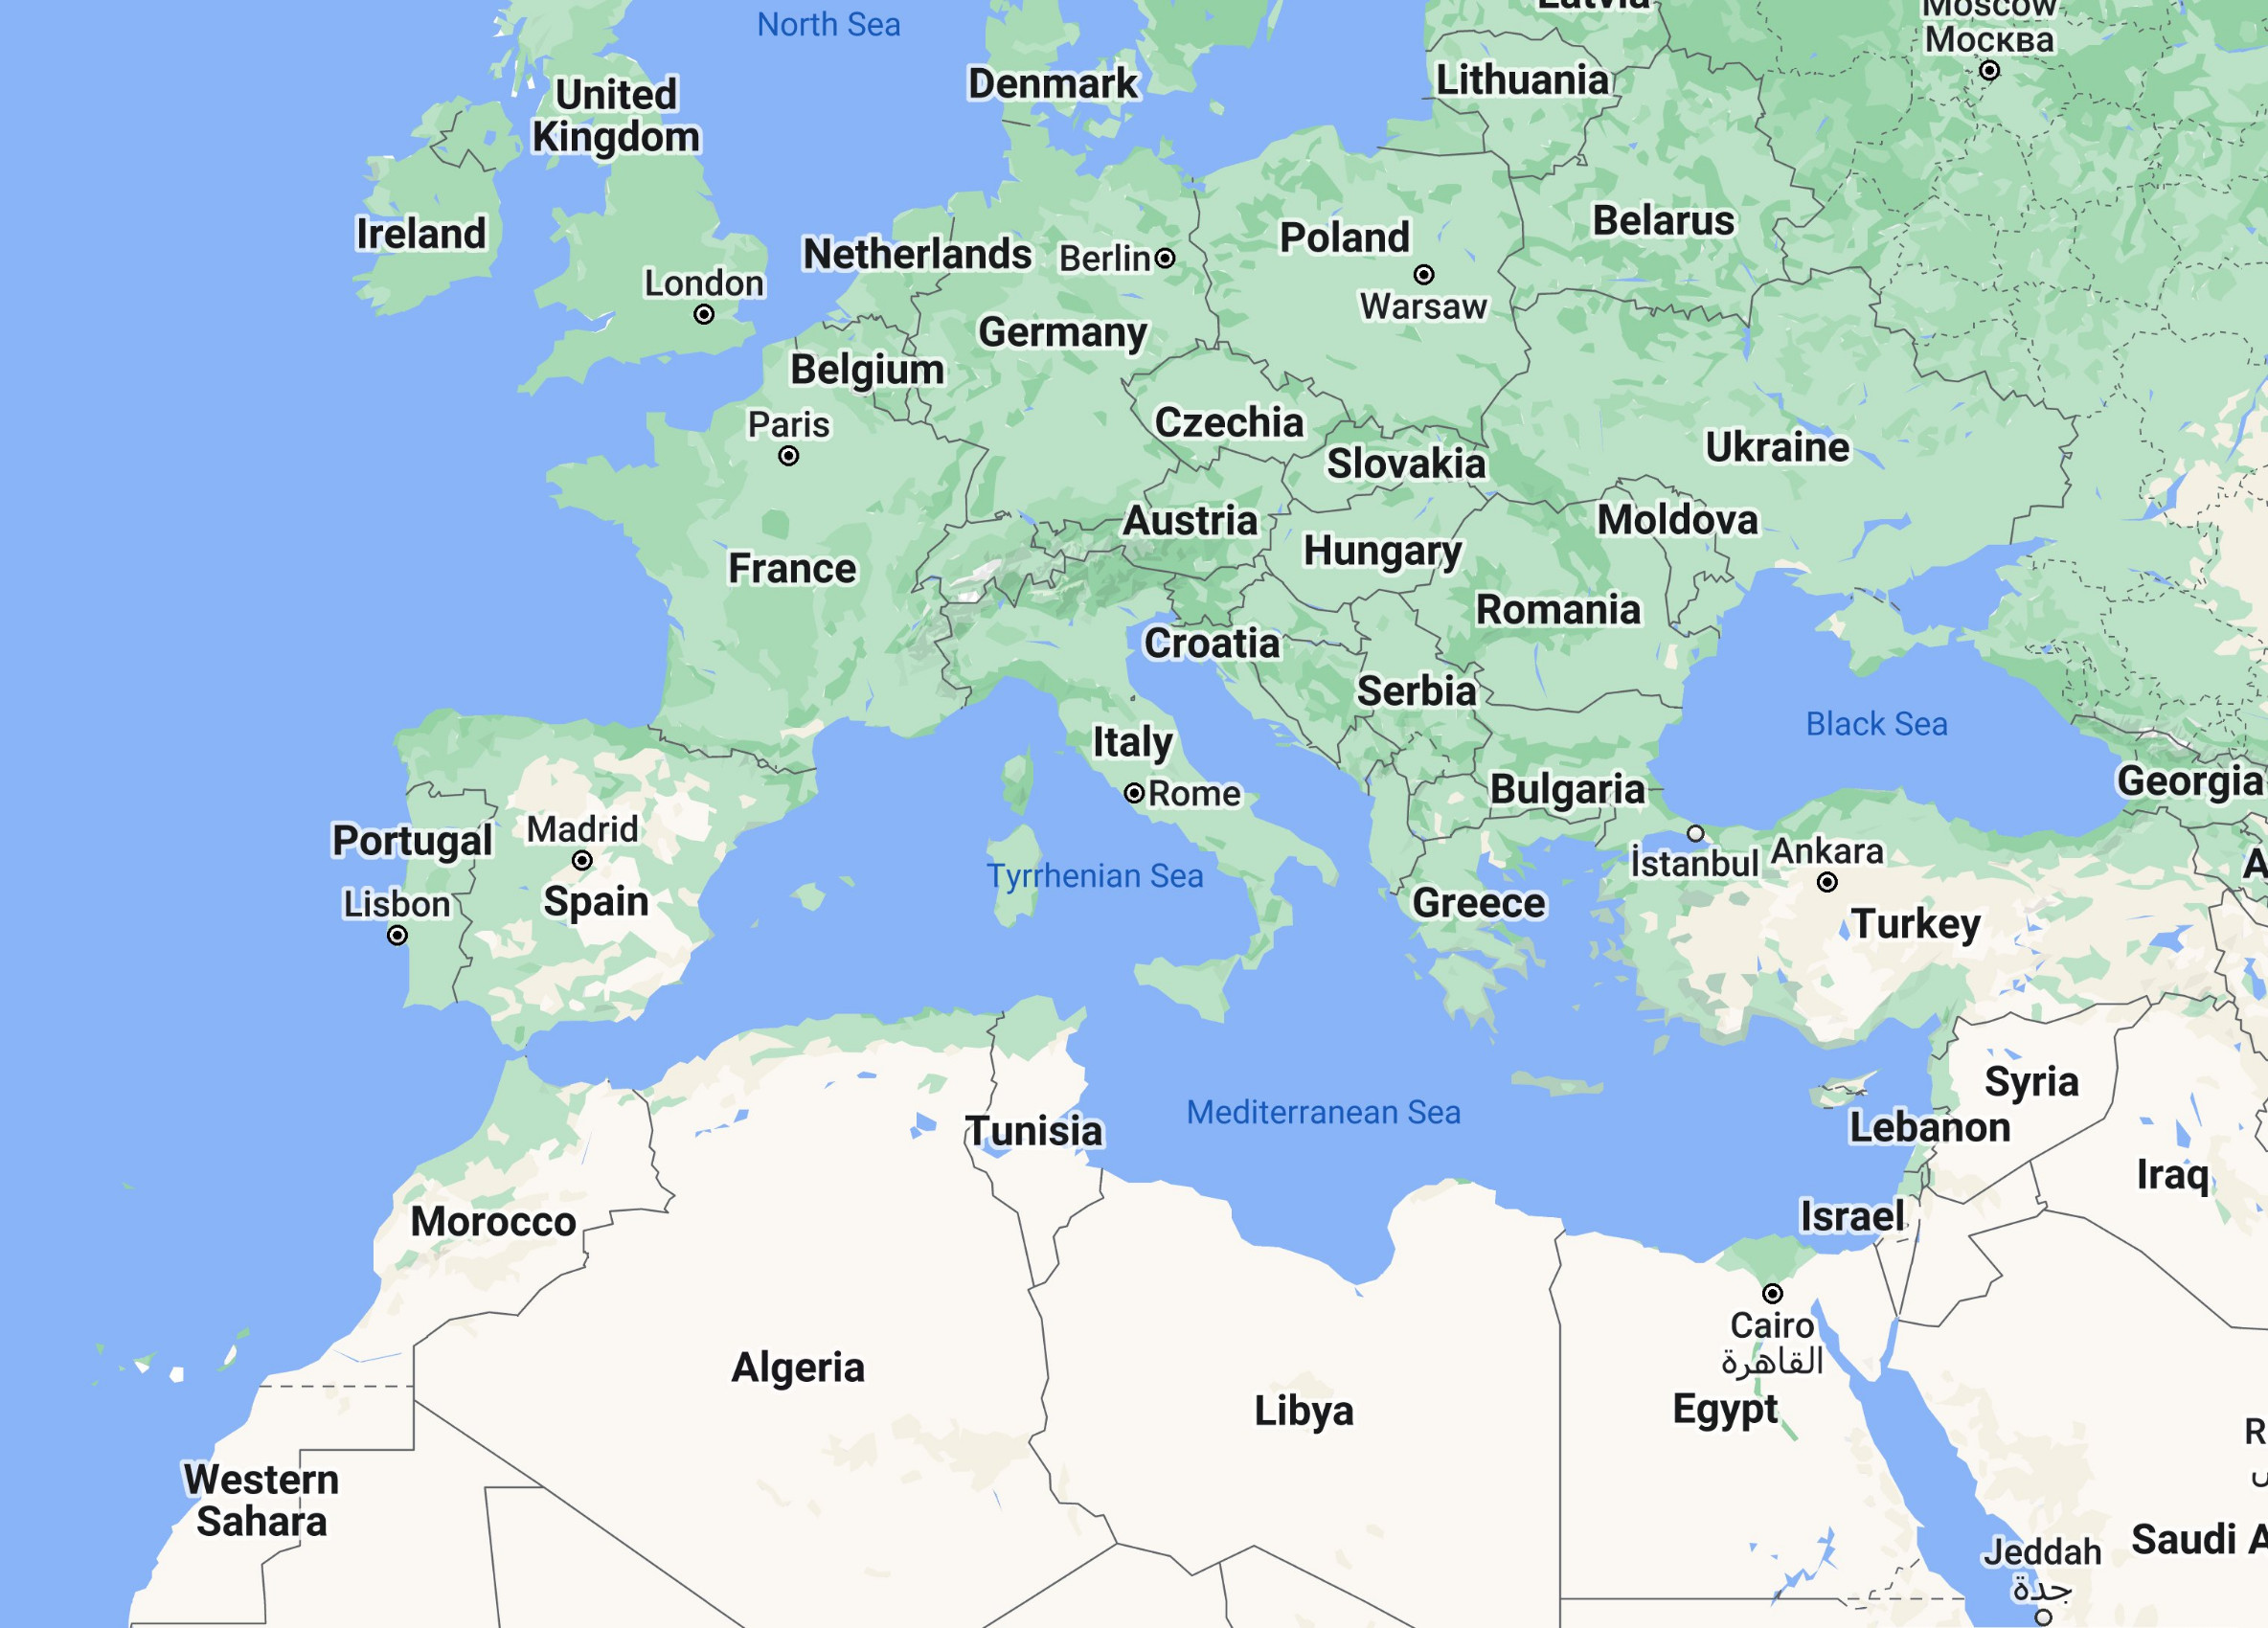 North Sea
Latvia
Moscow
Москва
Denmark
Lithuania
United
Kingdom
Ireland
Belarus
Poland
Netherlands
Berlin
London
Warsaw
Germany
Belgium
Paris
Czechia
Ukraine
Slovakia
Austria
Moldova
Hungary
France
Romania
Croatia
Serbia
Black Sea
Italy
Georgia
Bulgaria
Rome
Madrid
Portugal
İstanbul
Ankara
A
Tyrrhenian Sea
Spain
Lisbon
Greece
Turkey
Syria
Mediterranean Sea
Lebanon
Tunisia
Iraq
Israel
Morocco
Cairo
القاهرة
Algeria
Egypt
Libya
R
Western
Sahara
Saudi A
Jeddah
جدة